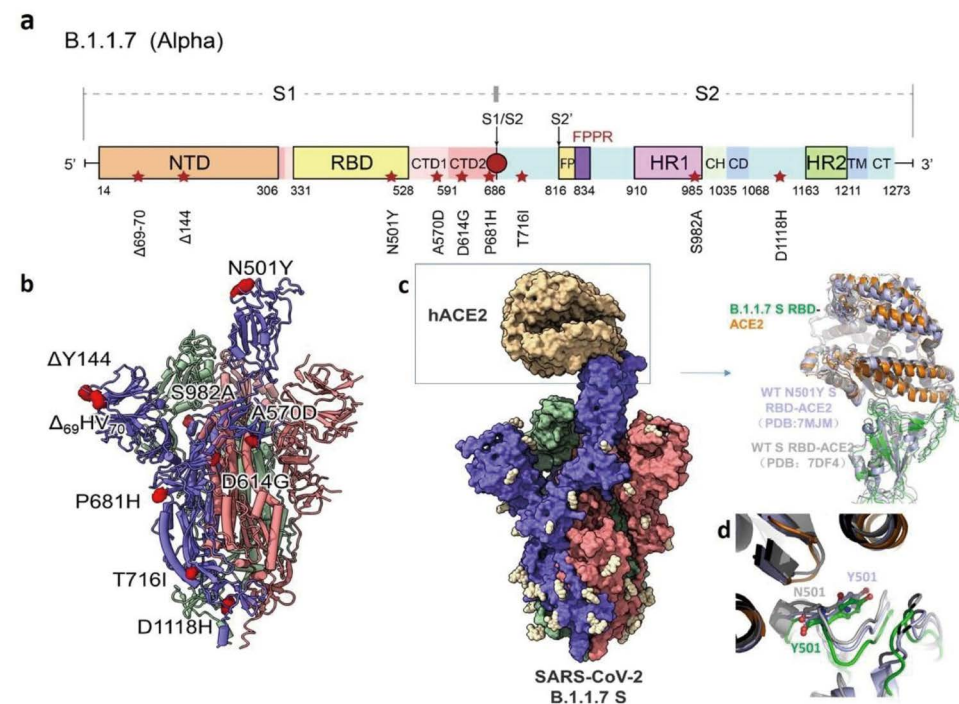 a
B.1.1.7 (Alpha)
S1 S2
S1/S2 S2' FPPR
5' NTD RBD CTD1 CTD2 FP HR1 CH CD HR2 TM CT 3'
14 306 331 528 591 686 816 834 910 985 1035 1068 1163 1211 1273
Δ69-70 Δ144 N501Y A570D D614G P681H T716I S982A D1118H
b
N501Y
ΔY144
S982A
Δ69HV70
A570D
D614G
P681H
T716I
D1118H
c
hACE2
SARS-CoV-2
B.1.1.7 S
B.1.1.7 S RBD-
ACE2
WT N501Y S
RBD-ACE2
(PDB:7MJM)
WT S RBD-ACE2
(PDB: 7DF4)
d
Y501
N501
Y501